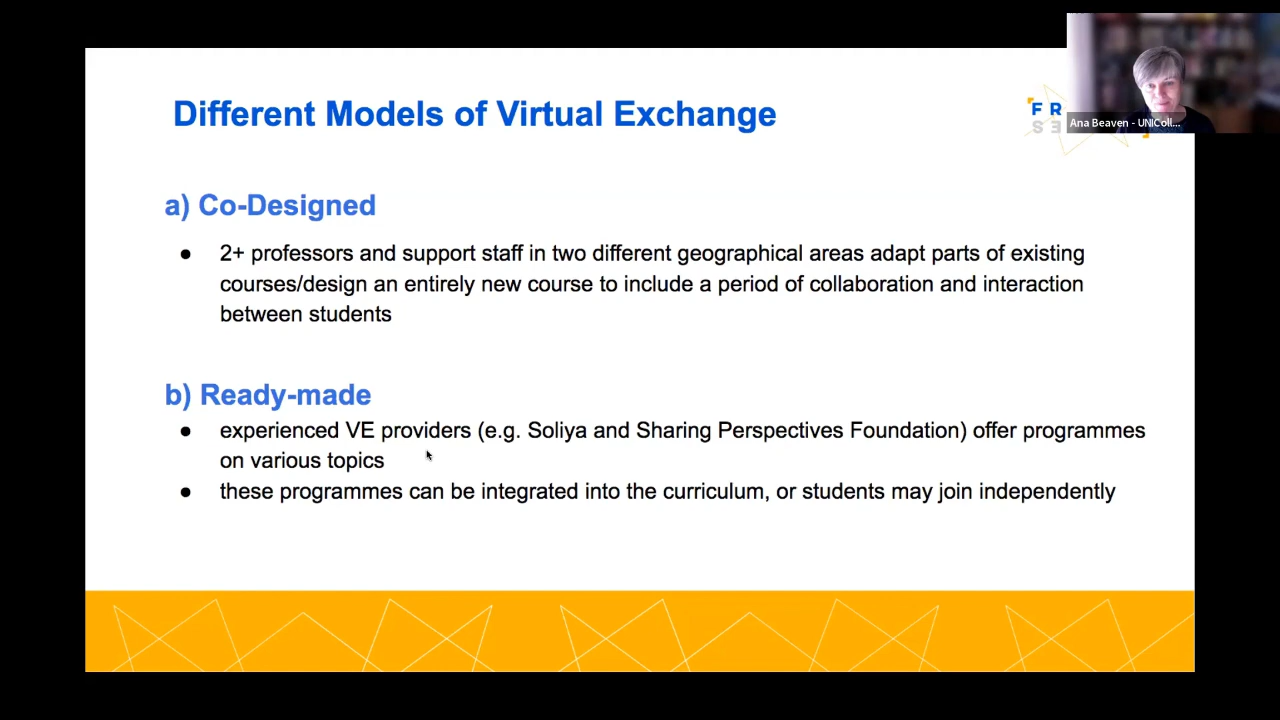 Different Models of Virtual Exchange
F R
S E
Ana Beaven - UNIColl...
a) Co-Designed
● 2+ professors and support staff in two different geographical areas adapt parts of existing
courses/design an entirely new course to include a period of collaboration and interaction
between students
b) Ready-made
● experienced VE providers (e.g. Soliya and Sharing Perspectives Foundation) offer programmes
on various topics
● these programmes can be integrated into the curriculum, or students may join independently